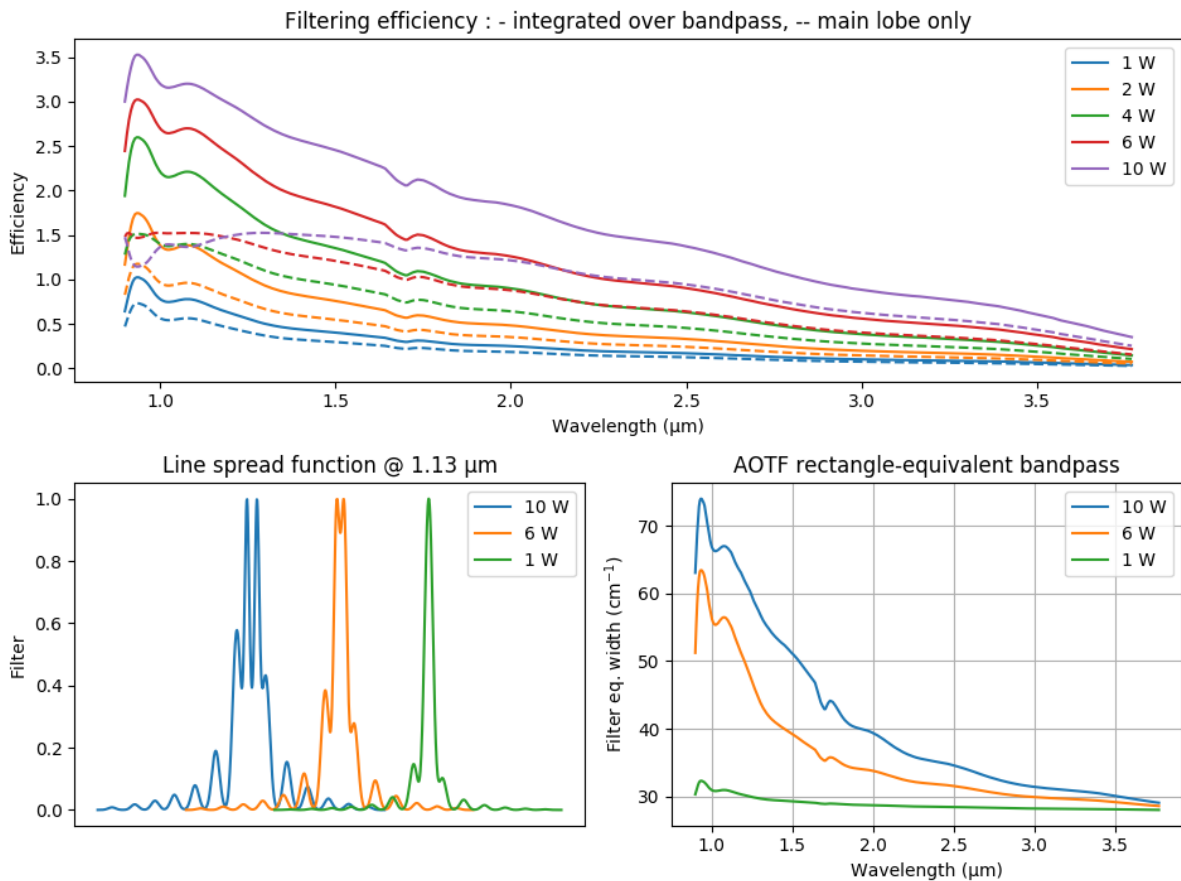 Filtering efficiency : - integrated over bandpass, -- main lobe only
Efficiency
3.5
3.0
2.5
2.0
1.5
1.0
0.5
0.0
1 W
2 W
4 W
6 W
10 W
1.0 1.5 2.0 2.5 3.0 3.5
Wavelength (µm)
Line spread function @ 1.13 µm
Filter
1.0
0.8
0.6
0.4
0.2
0.0
10 W
6 W
1 W
AOTF rectangle-equivalent bandpass
Filter eq. width (cm⁻¹)
70
60
50
40
30
10 W
6 W
1 W
1.0 1.5 2.0 2.5 3.0 3.5
Wavelength (µm)